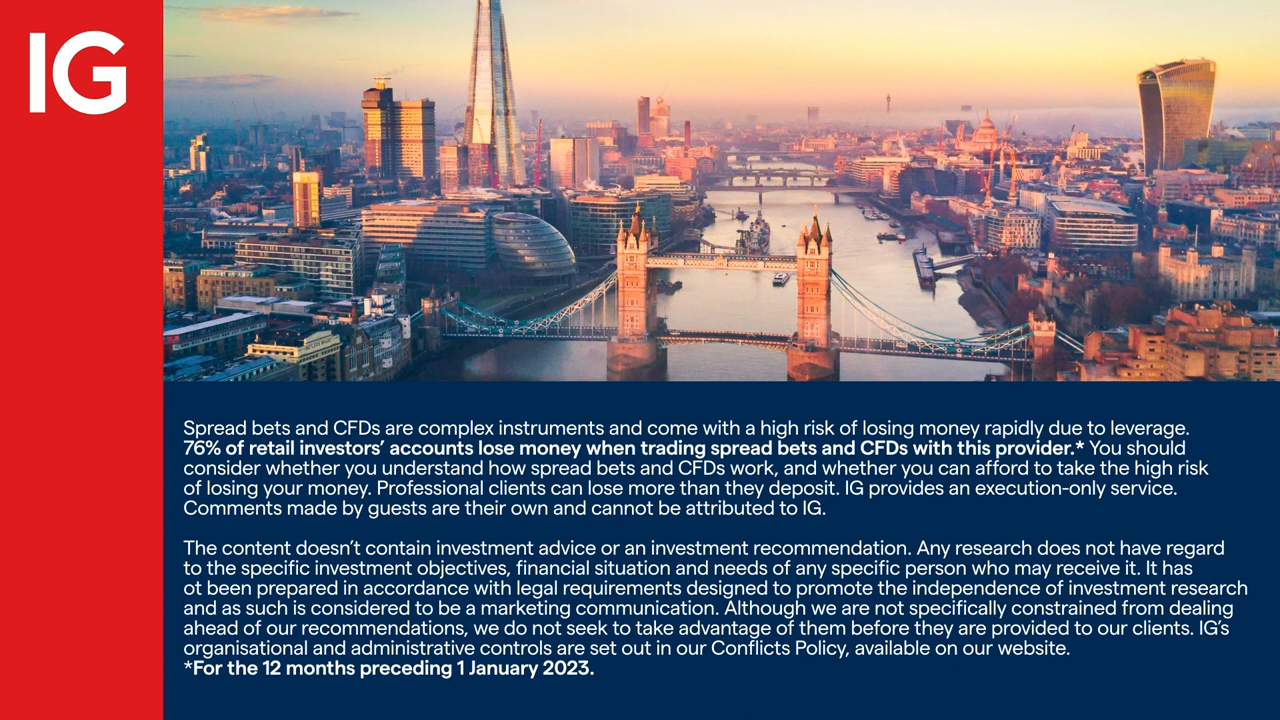 IG
Spread bets and CFDs are complex instruments and come with a high risk of losing money rapidly due to leverage.
76% of retail investors’ accounts lose money when trading spread bets and CFDs with this provider.* You should
consider whether you understand how spread bets and CFDs work, and whether you can afford to take the high risk
of losing your money. Professional clients can lose more than they deposit. IG provides an execution-only service.
Comments made by guests are their own and cannot be attributed to IG.
The content doesn’t contain investment advice or an investment recommendation. Any research does not have regard
to the specific investment objectives, financial situation and needs of any specific person who may receive it. It has
ot been prepared in accordance with legal requirements designed to promote the independence of investment research
and as such is considered to be a marketing communication. Although we are not specifically constrained from dealing
ahead of our recommendations, we do not seek to take advantage of them before they are provided to our clients. IG’s
organisational and administrative controls are set out in our Conflicts Policy, available on our website.
*For the 12 months preceding 1 January 2023.